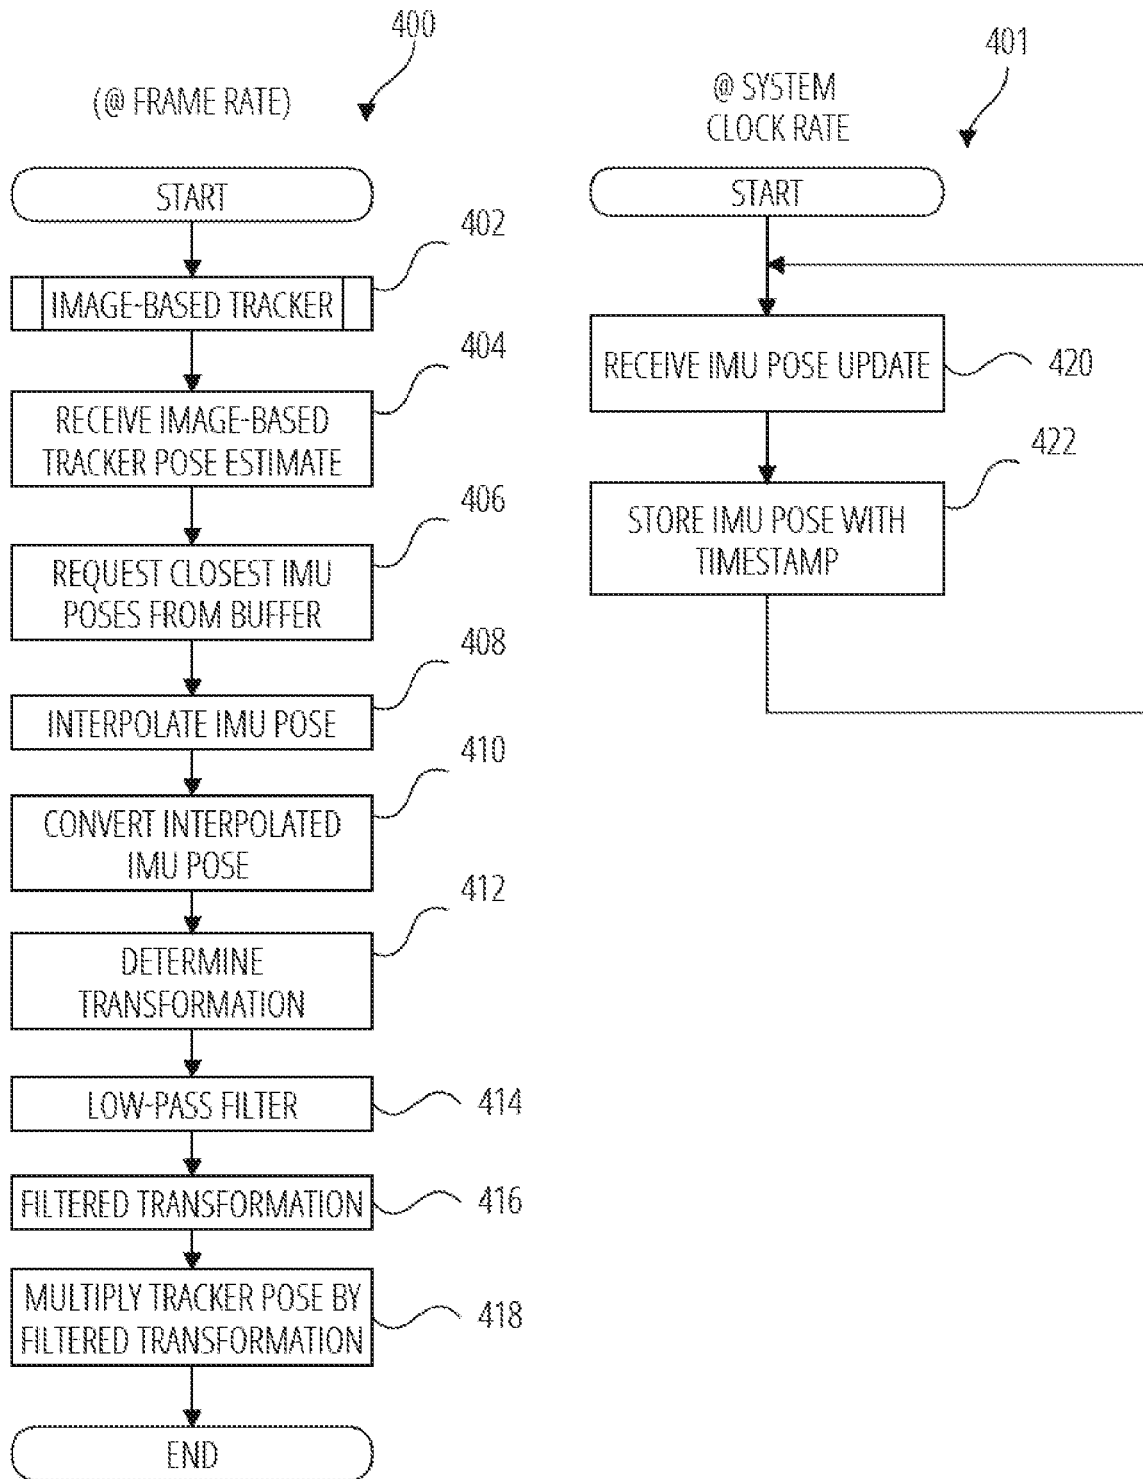 400
(@ FRAME RATE)
START
402
IMAGE-BASED TRACKER
404
RECEIVE IMAGE-BASED
TRACKER POSE ESTIMATE
406
REQUEST CLOSEST IMU
POSES FROM BUFFER
408
INTERPOLATE IMU POSE
410
CONVERT INTERPOLATED
IMU POSE
412
DETERMINE
TRANSFORMATION
LOW-PASS FILTER
414
FILTERED TRANSFORMATION
416
MULTIPLY TRACKER POSE BY
FILTERED TRANSFORMATION
418
END
401
@ SYSTEM
CLOCK RATE
START
RECEIVE IMU POSE UPDATE
420
422
STORE IMU POSE WITH
TIMESTAMP